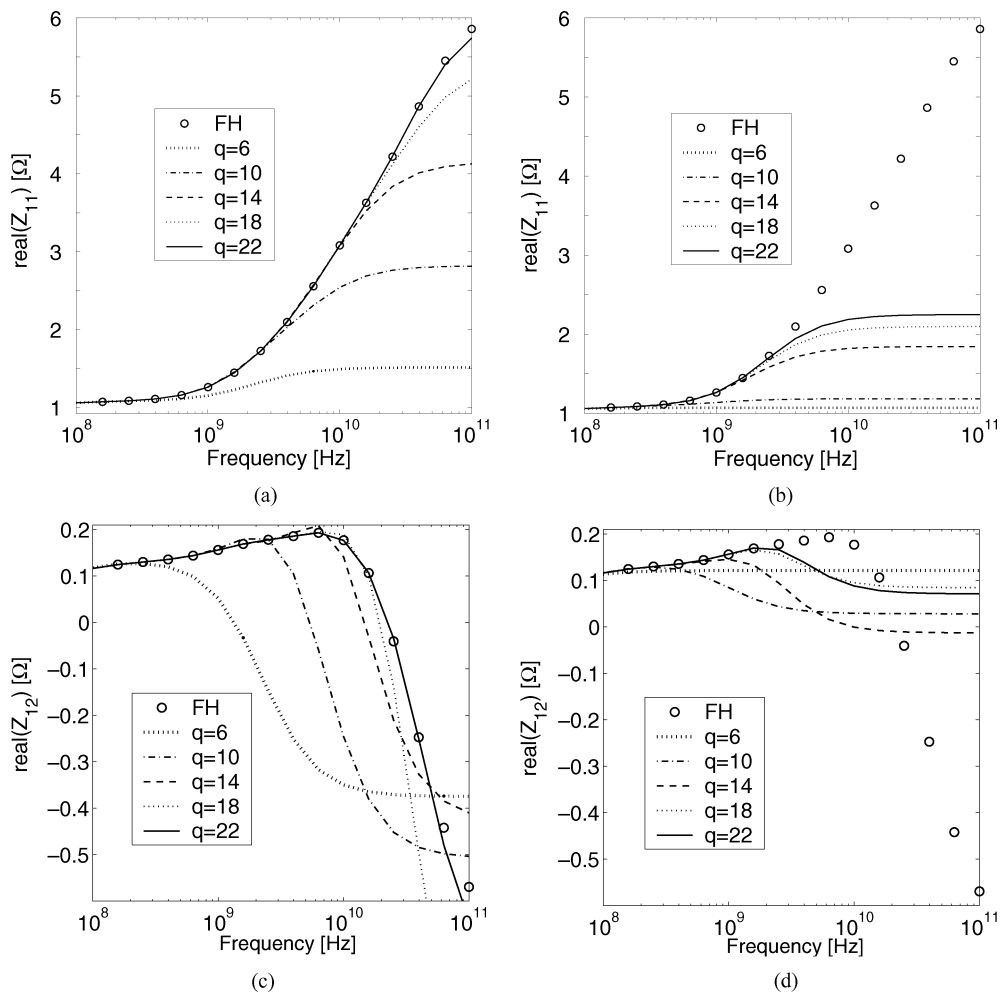 6
5
4
3
2
1
real(Z11) [Ω]
FH
q=6
q=10
q=14
q=18
q=22
10^8
10^9
10^10
10^11
Frequency [Hz]
(a)
6
5
4
3
2
1
real(Z11) [Ω]
FH
q=6
q=10
q=14
q=18
q=22
10^8
10^9
10^10
10^11
Frequency [Hz]
(b)
0.2
0.1
0
−0.1
−0.2
−0.3
−0.4
−0.5
real(Z12) [Ω]
FH
q=6
q=10
q=14
q=18
q=22
10^8
10^9
10^10
10^11
Frequency [Hz]
(c)
0.2
0.1
0
−0.1
−0.2
−0.3
−0.4
−0.5
real(Z12) [Ω]
FH
q=6
q=10
q=14
q=18
q=22
10^8
10^9
10^10
10^11
Frequency [Hz]
(d)